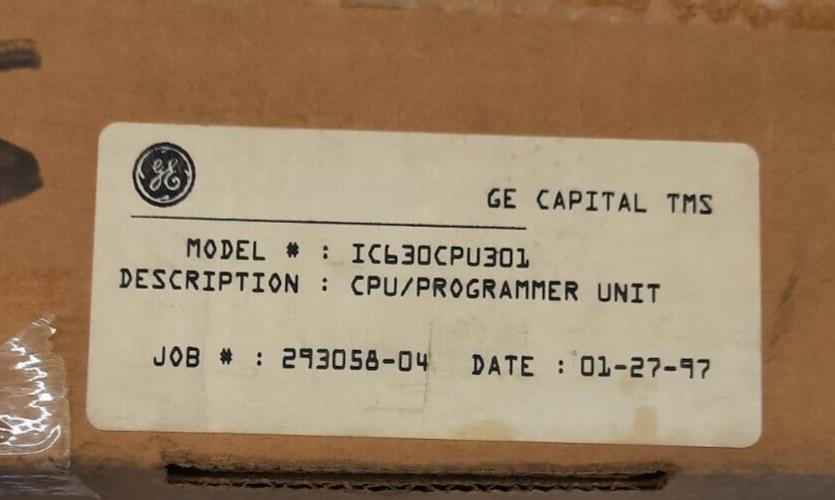 GE
GE CAPITAL TMS
MODEL # : IC630CPU301
DESCRIPTION : CPU/PROGRAMMER UNIT
JOB # : 293058-04 DATE : 01-27-97